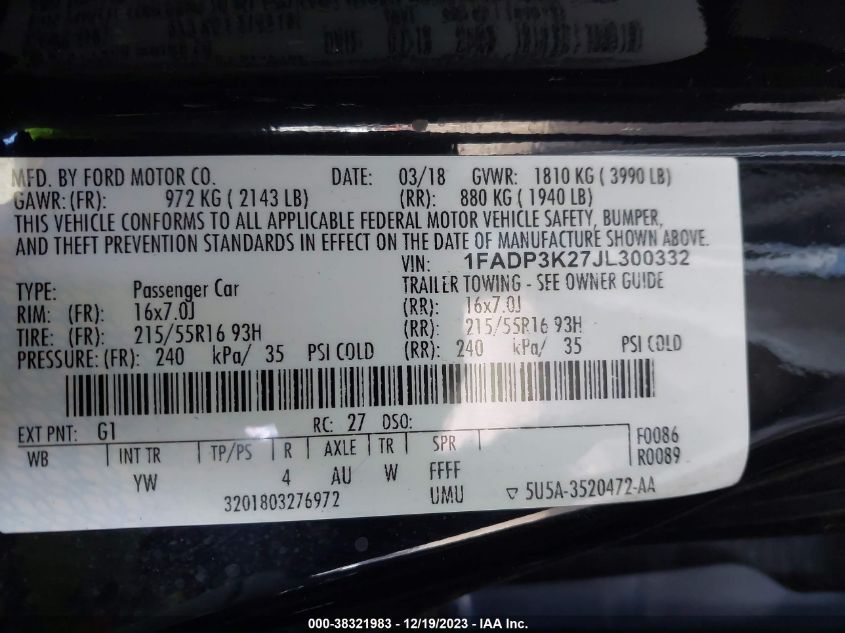 MFD. BY FORD MOTOR CO. DATE: 03/18 GVWR: 1810 KG ( 3990 LB)
GAWR:(FR): 972 KG ( 2143 LB) (RR): 880 KG ( 1940 LB)
THIS VEHICLE CONFORMS TO ALL APPLICABLE FEDERAL MOTOR VEHICLE SAFETY, BUMPER,
AND THEFT PREVENTION STANDARDS IN EFFECT ON THE DATE OF MANUFACTURE SHOWN ABOVE.
VIN: 1FADP3K27JL300332
TYPE: Passenger Car TRAILER TOWING - SEE OWNER GUIDE
RIM: (FR): 16x7.0J (RR): 16x7.0J
TIRE: (FR): 215/55R16 93H (RR): 215/55R16 93H
PRESSURE: (FR): 240 kPa/ 35 PSI COLD (RR): 240 kPa/ 35 PSI COLD
EXT PNT: G1 RC: 27 DSO:
WB INT TR TP/PS R AXLE TR SPR F0086
YW 4 AU W FFFF R0089
3201803276972 UMU ▽ 5U5A-3520472-AA
000-38321983 - 12/19/2023 - IAA Inc.